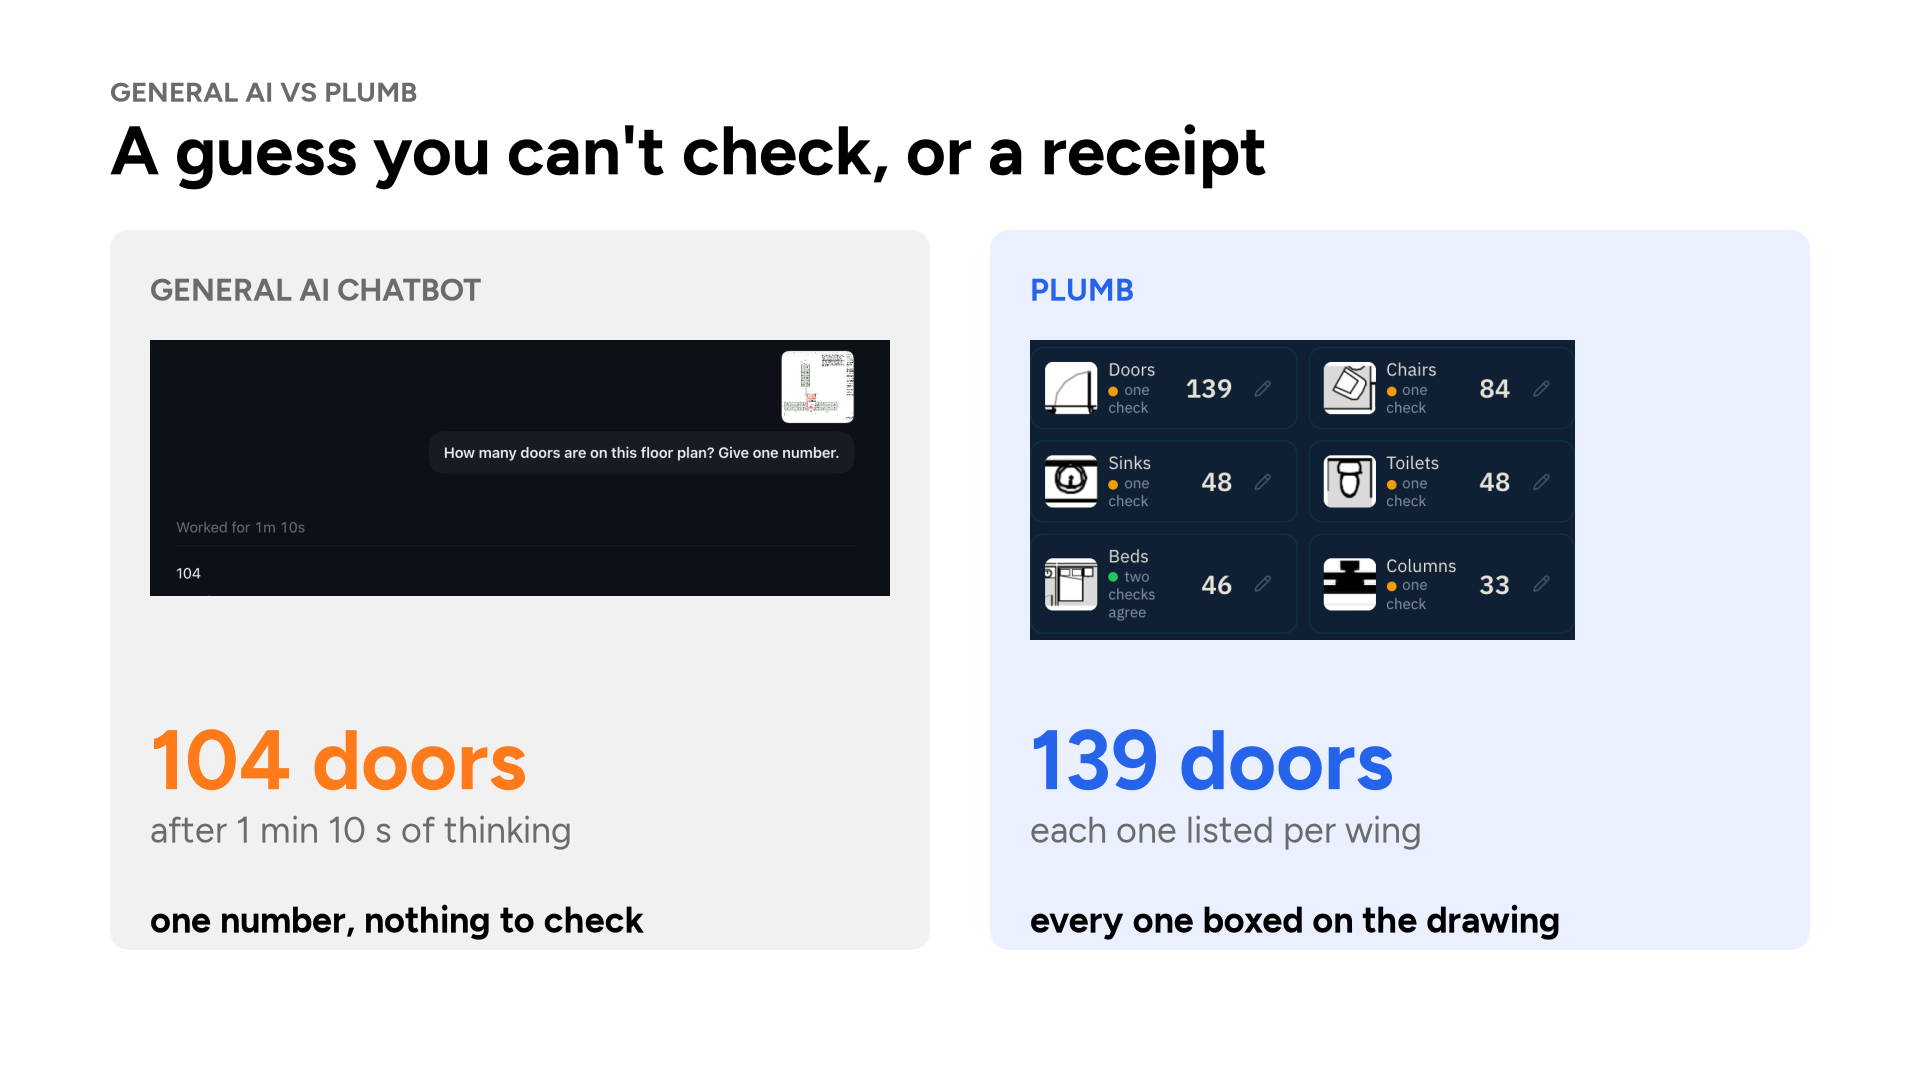 GENERAL AI VS PLUMB
A guess you can't check, or a receipt
GENERAL AI CHATBOT
How many doors are on this floor plan? Give one number.
Worked for 1m 10s
104
104 doors
after 1 min 10 s of thinking
one number, nothing to check
PLUMB
Doors
one
check
139
Chairs
one
check
84
Sinks
one
check
48
Toilets
one
check
48
Beds
two
checks
agree
46
Columns
one
check
33
139 doors
each one listed per wing
every one boxed on the drawing